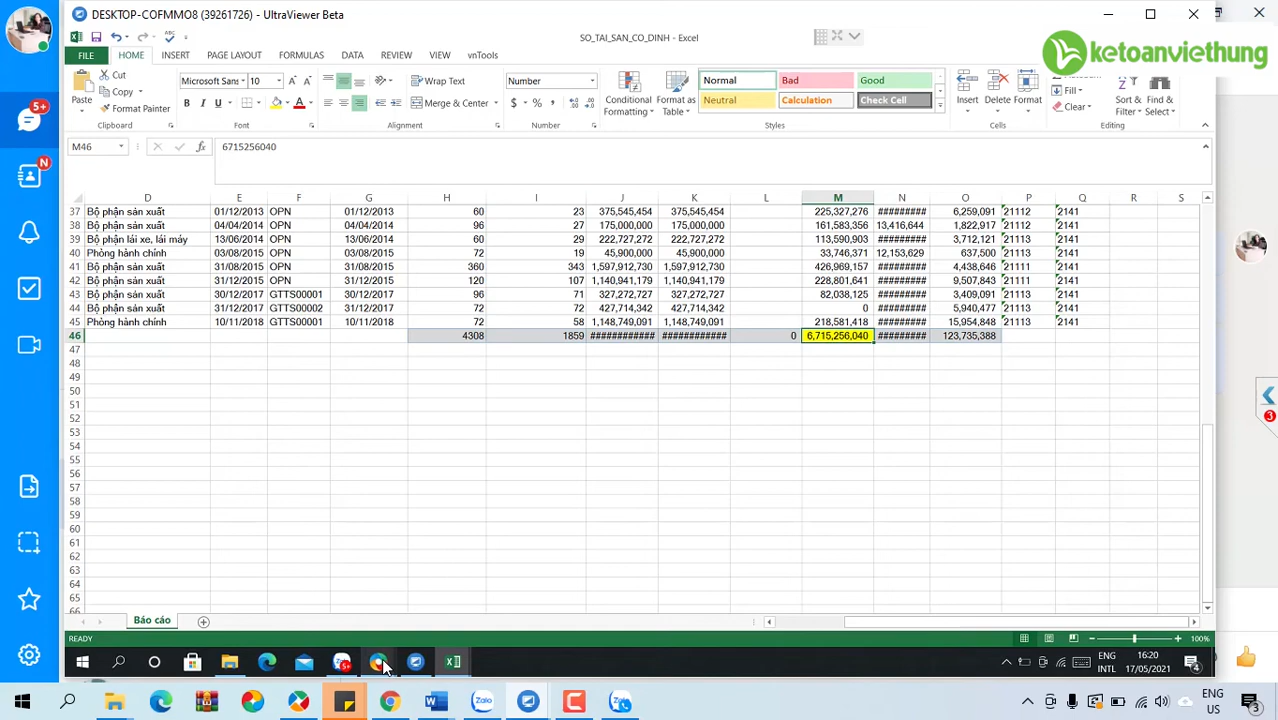 DESKTOP-COFMMO8 (39261726) - UltraViewer Beta
SO_TAI_SAN_CO_DINH - Excel
ketoanviethung
FILE HOME INSERT PAGE LAYOUT FORMULAS DATA REVIEW VIEW vnTools
Cut
Copy
Format Painter
Paste
Clipboard
Microsoft Sans 10
B I U
Font
Wrap Text
Merge & Center
Alignment
Number
Number
Conditional Formatting
Format as Table
Normal Bad Good
Neutral Calculation Check Cell
Styles
Insert Delete Format
Cells
Fill
Clear
Sort & Filter
Find & Select
Editing
M46 fx 6715256040
D E F G H I J K L M N O P Q R S
37 Bộ phận sản xuất 01/12/2013 OPN 01/12/2013 60 23 375,545,454 375,545,454 225,327,276 ######### 6,259,091 21112 2141
38 Bộ phận sản xuất 04/04/2014 OPN 04/04/2014 96 27 175,000,000 175,000,000 161,583,356 13,416,644 1,822,917 21112 2141
39 Bộ phận lái xe, lái máy 13/06/2014 OPN 13/06/2014 60 29 222,727,272 222,727,272 113,590,903 ######### 3,712,121 21113 2141
40 Phòng hành chính 03/08/2015 OPN 03/08/2015 72 19 45,900,000 45,900,000 33,746,371 12,153,629 637,500 21113 2141
41 Bộ phận sản xuất 31/08/2015 OPN 31/08/2015 360 343 1,597,912,730 1,597,912,730 426,969,157 ######### 4,438,646 21111 2141
42 Bộ phận sản xuất 31/12/2015 OPN 31/12/2015 120 107 1,140,941,179 1,140,941,179 228,801,641 ######### 9,507,843 21111 2141
43 Bộ phận sản xuất 30/12/2017 GTTS00001 30/12/2017 96 71 327,272,727 327,272,727 82,038,125 ######### 3,409,091 21113 2141
44 Bộ phận sản xuất 31/12/2017 GTTS00002 31/12/2017 72 72 427,714,342 427,714,342 0 ######### 5,940,477 21113 2141
45 Phòng hành chính 10/11/2018 GTTS00001 10/11/2018 72 58 1,148,749,091 1,148,749,091 218,581,418 ######### 15,954,848 21113 2141
46 4308 1859 ############ ############ 0 6,715,256,040 ######### 123,735,388
47
48
49
50
51
52
53
54
55
56
57
58
59
60
61
62
63
64
65
66
Báo cáo
READY
100%
ENG
INTL
16:20
17/05/2021
ENG
US
5+
N
3
Zalo